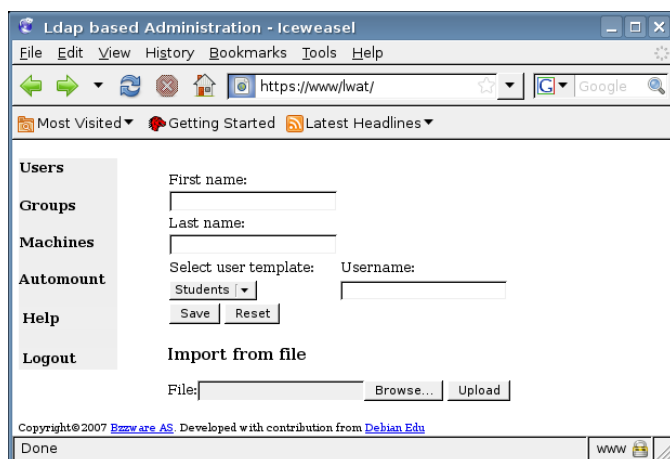 Ldap based Administration - Iceweasel
File Edit View History Bookmarks Tools Help
https://www/lwat/ G Google
Most Visited Getting Started Latest Headlines
Users
Groups
Machines
Automount
Help
Logout
First name:
Last name:
Select user template: Username:
Students
Save Reset
Import from file
File: Browse... Upload
Copyright©2007 Bzzware AS. Developed with contribution from Debian Edu
Done www